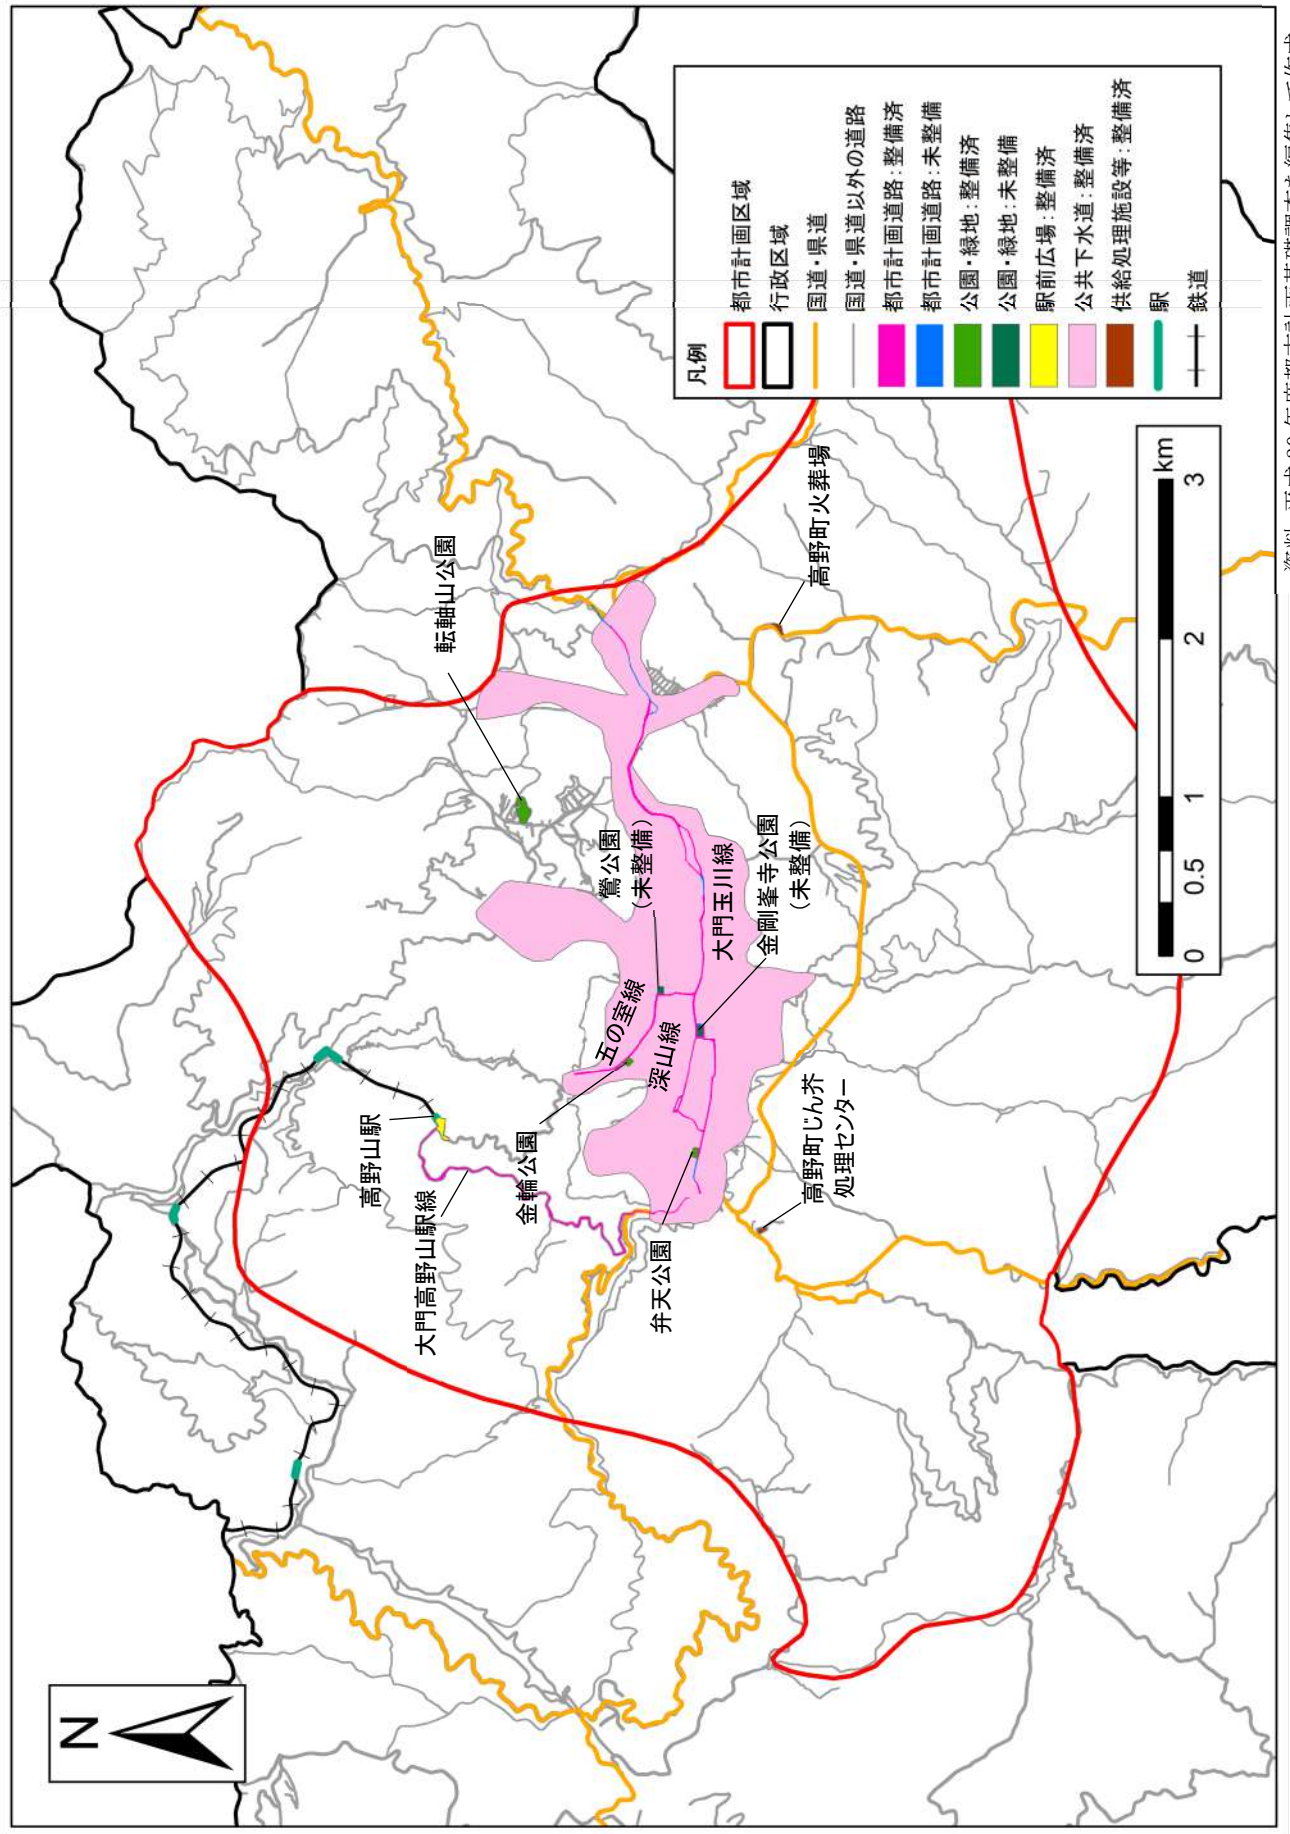 N
高野山駅
大門高野山駅線
転軸山公園
金輪公園
五の室線
鶯公園
(未整備)
深山線
大門玉川線
弁天公園
金剛峯寺公園
(未整備)
高野町じん芥
処理センター
高野町火葬場
凡例
都市計画区域
行政区域
国道・県道
国道・県道以外の道路
都市計画道路:整備済
都市計画道路:未整備
公園・緑地:整備済
公園・緑地:未整備
駅前広場:整備済
公共下水道:整備済
供給処理施設等:整備済
駅
鉄道
0 0.5 1 2 3
km